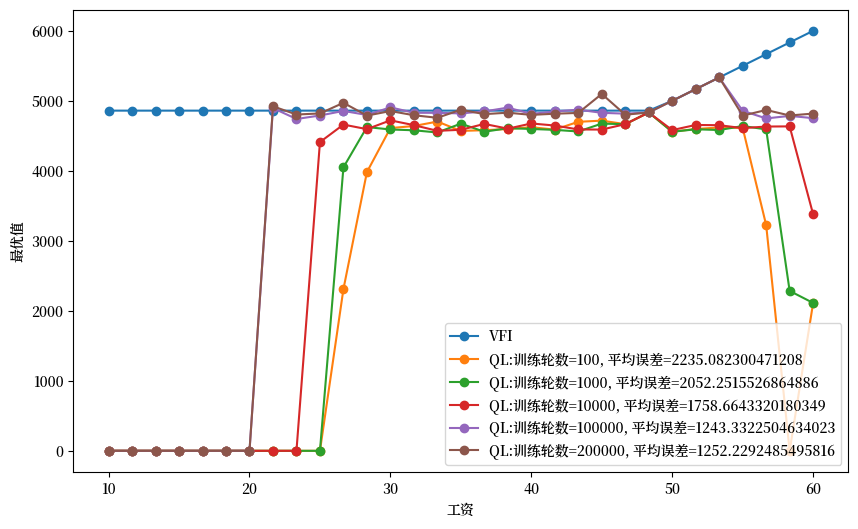 6000
5000
4000
3000
2000
1000
0
最优值
10 20 30 40 50 60
工资
VFI
QL:训练轮数=100, 平均误差=2235.082300471208
QL:训练轮数=1000, 平均误差=2052.2515526864886
QL:训练轮数=10000, 平均误差=1758.6643320180349
QL:训练轮数=100000, 平均误差=1243.3322504634023
QL:训练轮数=200000, 平均误差=1252.2292485495816